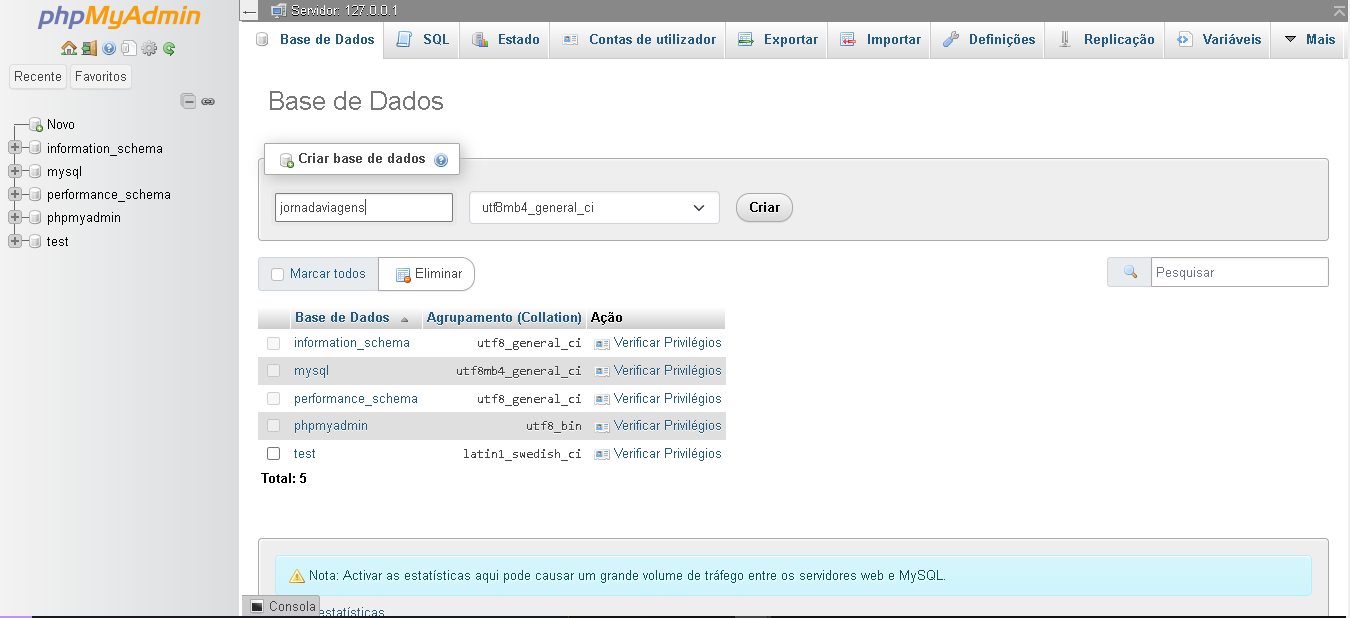 phpMyAdmin
Recente Favoritos
Novo
information_schema
mysql
performance_schema
phpmyadmin
test
Servidor: 127.0.0.1
Base de Dados SQL Estado Contas de utilizador Exportar Importar Definições Replicação Variáveis Mais
Base de Dados
Criar base de dados
jornadaviagens utf8mb4_general_ci Criar
Marcar todos Eliminar Pesquisar
Base de Dados Agrupamento (Collation) Ação
information_schema utf8_general_ci Verificar Privilégios
mysql utf8mb4_general_ci Verificar Privilégios
performance_schema utf8_general_ci Verificar Privilégios
phpmyadmin utf8_bin Verificar Privilégios
test latin1_swedish_ci Verificar Privilégios
Total: 5
Nota: Activar as estatísticas aqui pode causar um grande volume de tráfego entre os servidores web e MySQL.
Consola estatísticas